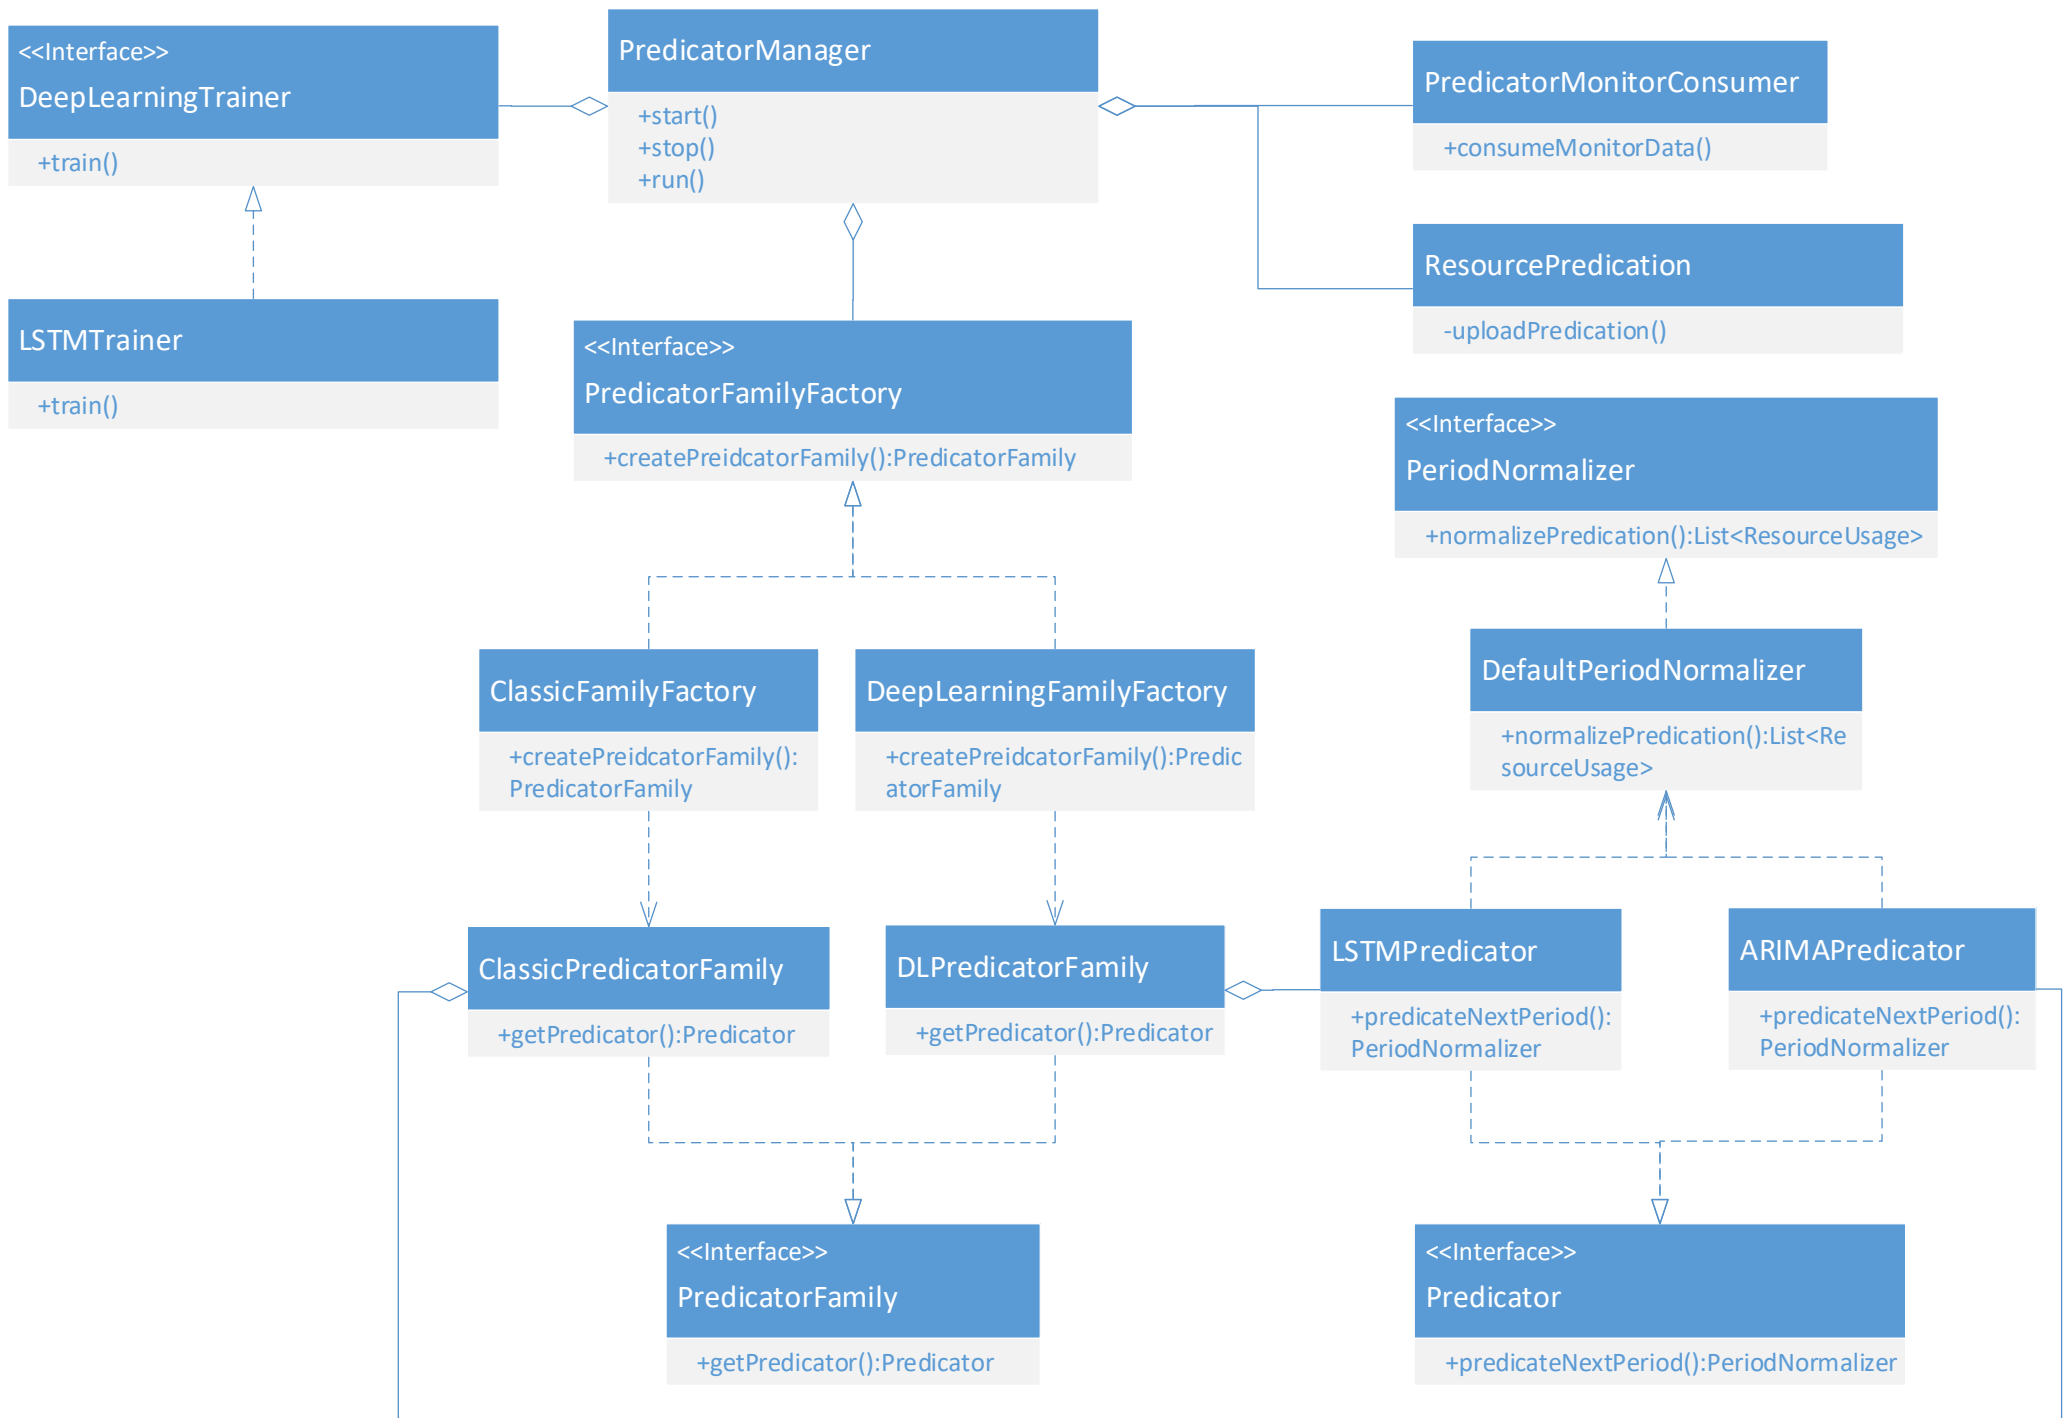 <<Interface>>
DeepLearningTrainer
+train()
PredicatorManager
+start()
+stop()
+run()
PredicatorMonitorConsumer
+consumeMonitorData()
ResourcePredication
-uploadPredication()
LSTMTrainer
+train()
<<Interface>>
PredicatorFamilyFactory
+createPreidcatorFamily():PredicatorFamily
<<Interface>>
PeriodNormalizer
+normalizePredication():List<ResourceUsage>
ClassicFamilyFactory
+createPreidcatorFamily():
PredicatorFamily
DeepLearningFamilyFactory
+createPreidcatorFamily():Predic
atorFamily
DefaultPeriodNormalizer
+normalizePredication():List<Re
sourceUsage>
ClassicPredicatorFamily
+getPredicator():Predicator
DLPredicatorFamily
+getPredicator():Predicator
LSTMPredicator
+predicateNextPeriod():
PeriodNormalizer
ARIMAPredicator
+predicateNextPeriod():
PeriodNormalizer
<<Interface>>
PredicatorFamily
+getPredicator():Predicator
<<Interface>>
Predicator
+predicateNextPeriod():PeriodNormalizer